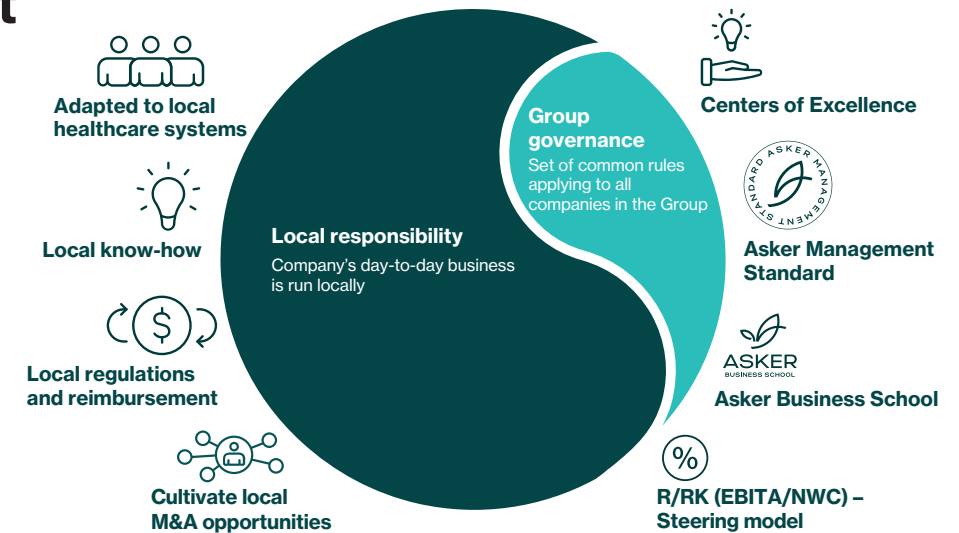 t
Adapted to local
healthcare systems
Local know-how
$
Local regulations
and reimbursement
Cultivate local
M&A opportunities
Local responsibility
Company’s day-to-day business
is run locally
Group
governance
Set of common rules
applying to all
companies in the Group
Centers of Excellence
ASKER MANAGEMENT STANDARD
Asker Management
Standard
ASKER
BUSINESS SCHOOL
Asker Business School
%
R/RK (EBITA/NWC) –
Steering model